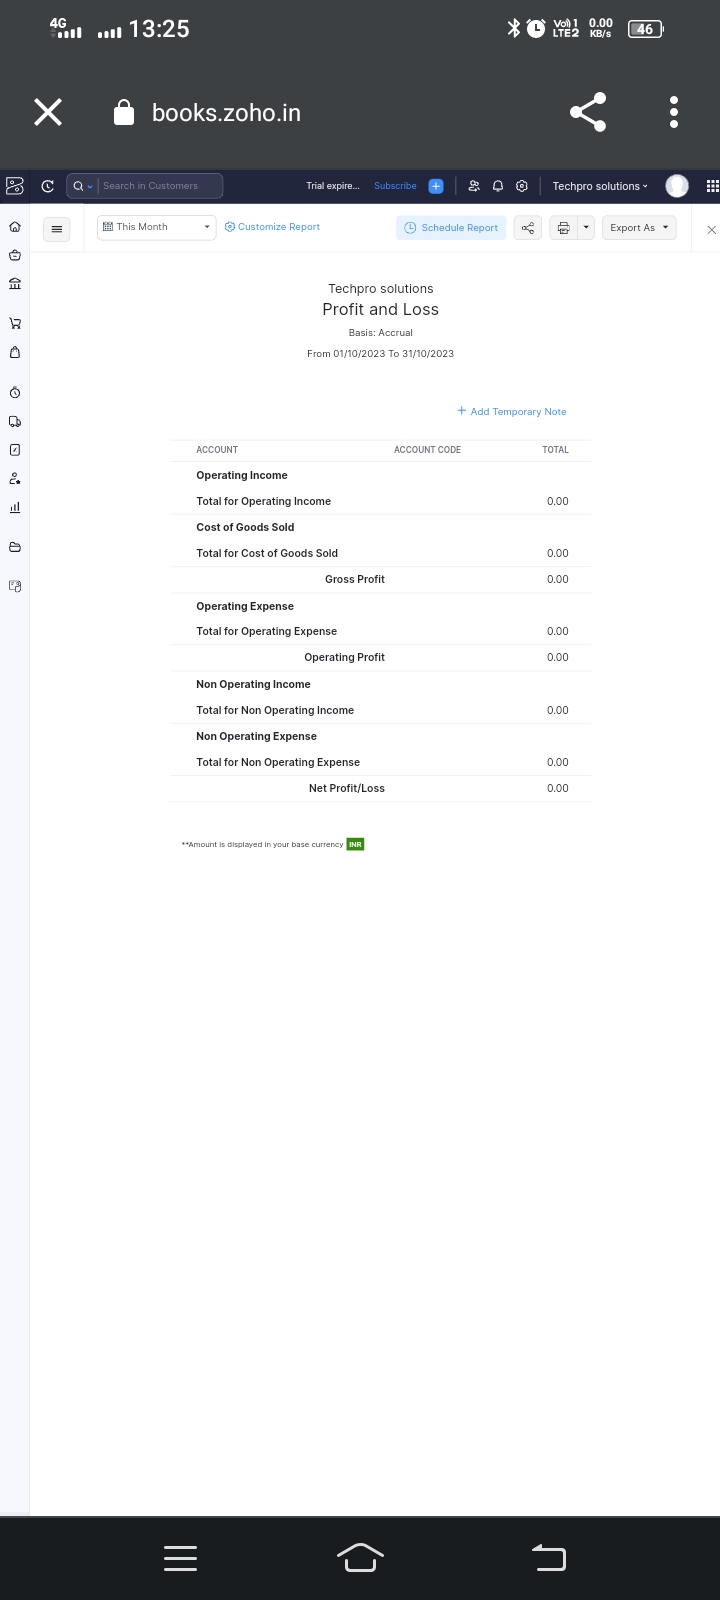 4G 13:25 Vo)) 1 LTE2 0.00 KB/s 46
books.zoho.in
Search in Customers Trial expire... Subscribe Techpro solutions
This Month Customize Report Schedule Report Export As
Techpro solutions
Profit and Loss
Basis: Accrual
From 01/10/2023 To 31/10/2023
+ Add Temporary Note
ACCOUNT ACCOUNT CODE TOTAL
Operating Income
Total for Operating Income 0.00
Cost of Goods Sold
Total for Cost of Goods Sold 0.00
Gross Profit 0.00
Operating Expense
Total for Operating Expense 0.00
Operating Profit 0.00
Non Operating Income
Total for Non Operating Income 0.00
Non Operating Expense
Total for Non Operating Expense 0.00
Net Profit/Loss 0.00
**Amount is displayed in your base currency INR